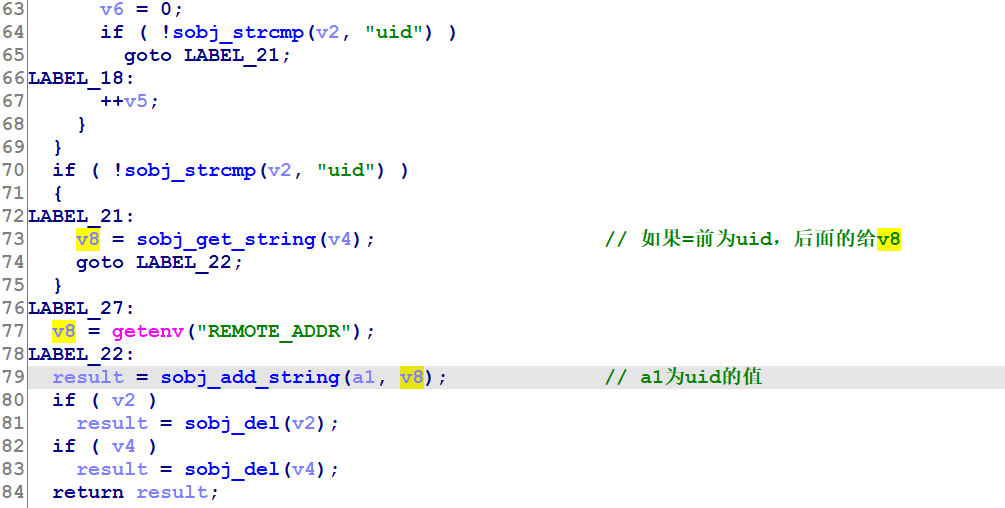 63 v6 = 0;
64 if ( !sobj_strcmp(v2, "uid") )
65 goto LABEL_21;
66 LABEL_18:
67 ++v5;
68 }
69 }
70 if ( !sobj_strcmp(v2, "uid") )
71 {
72 LABEL_21:
73 v8 = sobj_get_string(v4); // 如果=前为uid，后面的给v8
74 goto LABEL_22;
75 }
76 LABEL_27:
77 v8 = getenv("REMOTE_ADDR");
78 LABEL_22:
79 result = sobj_add_string(a1, v8); // a1为uid的值
80 if ( v2 )
81 result = sobj_del(v2);
82 if ( v4 )
83 result = sobj_del(v4);
84 return result;